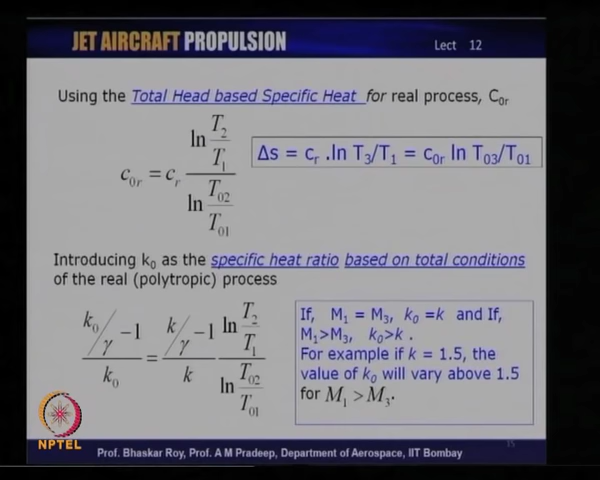 JET AIRCRAFT PROPULSION
Lect 12
Using the Total Head based Specific Heat for real process, C0r
c0r = cr (ln T2/T1) / (ln T02/T01)
Δs = cr .ln T3/T1 = c0r ln T03/T01
Introducing k0 as the specific heat ratio based on total conditions
of the real (polytropic) process
(k0/γ − 1) / k0 = (k/γ − 1) / k (ln T2/T1) / (ln T02/T01)
If, M1 = M3, k0 =k and If,
M1>M3, k0>k .
For example if k = 1.5, the
value of k0 will vary above 1.5
for M1 > M3.
NPTEL
15
Prof. Bhaskar Roy, Prof. A M Pradeep, Department of Aerospace, IIT Bombay